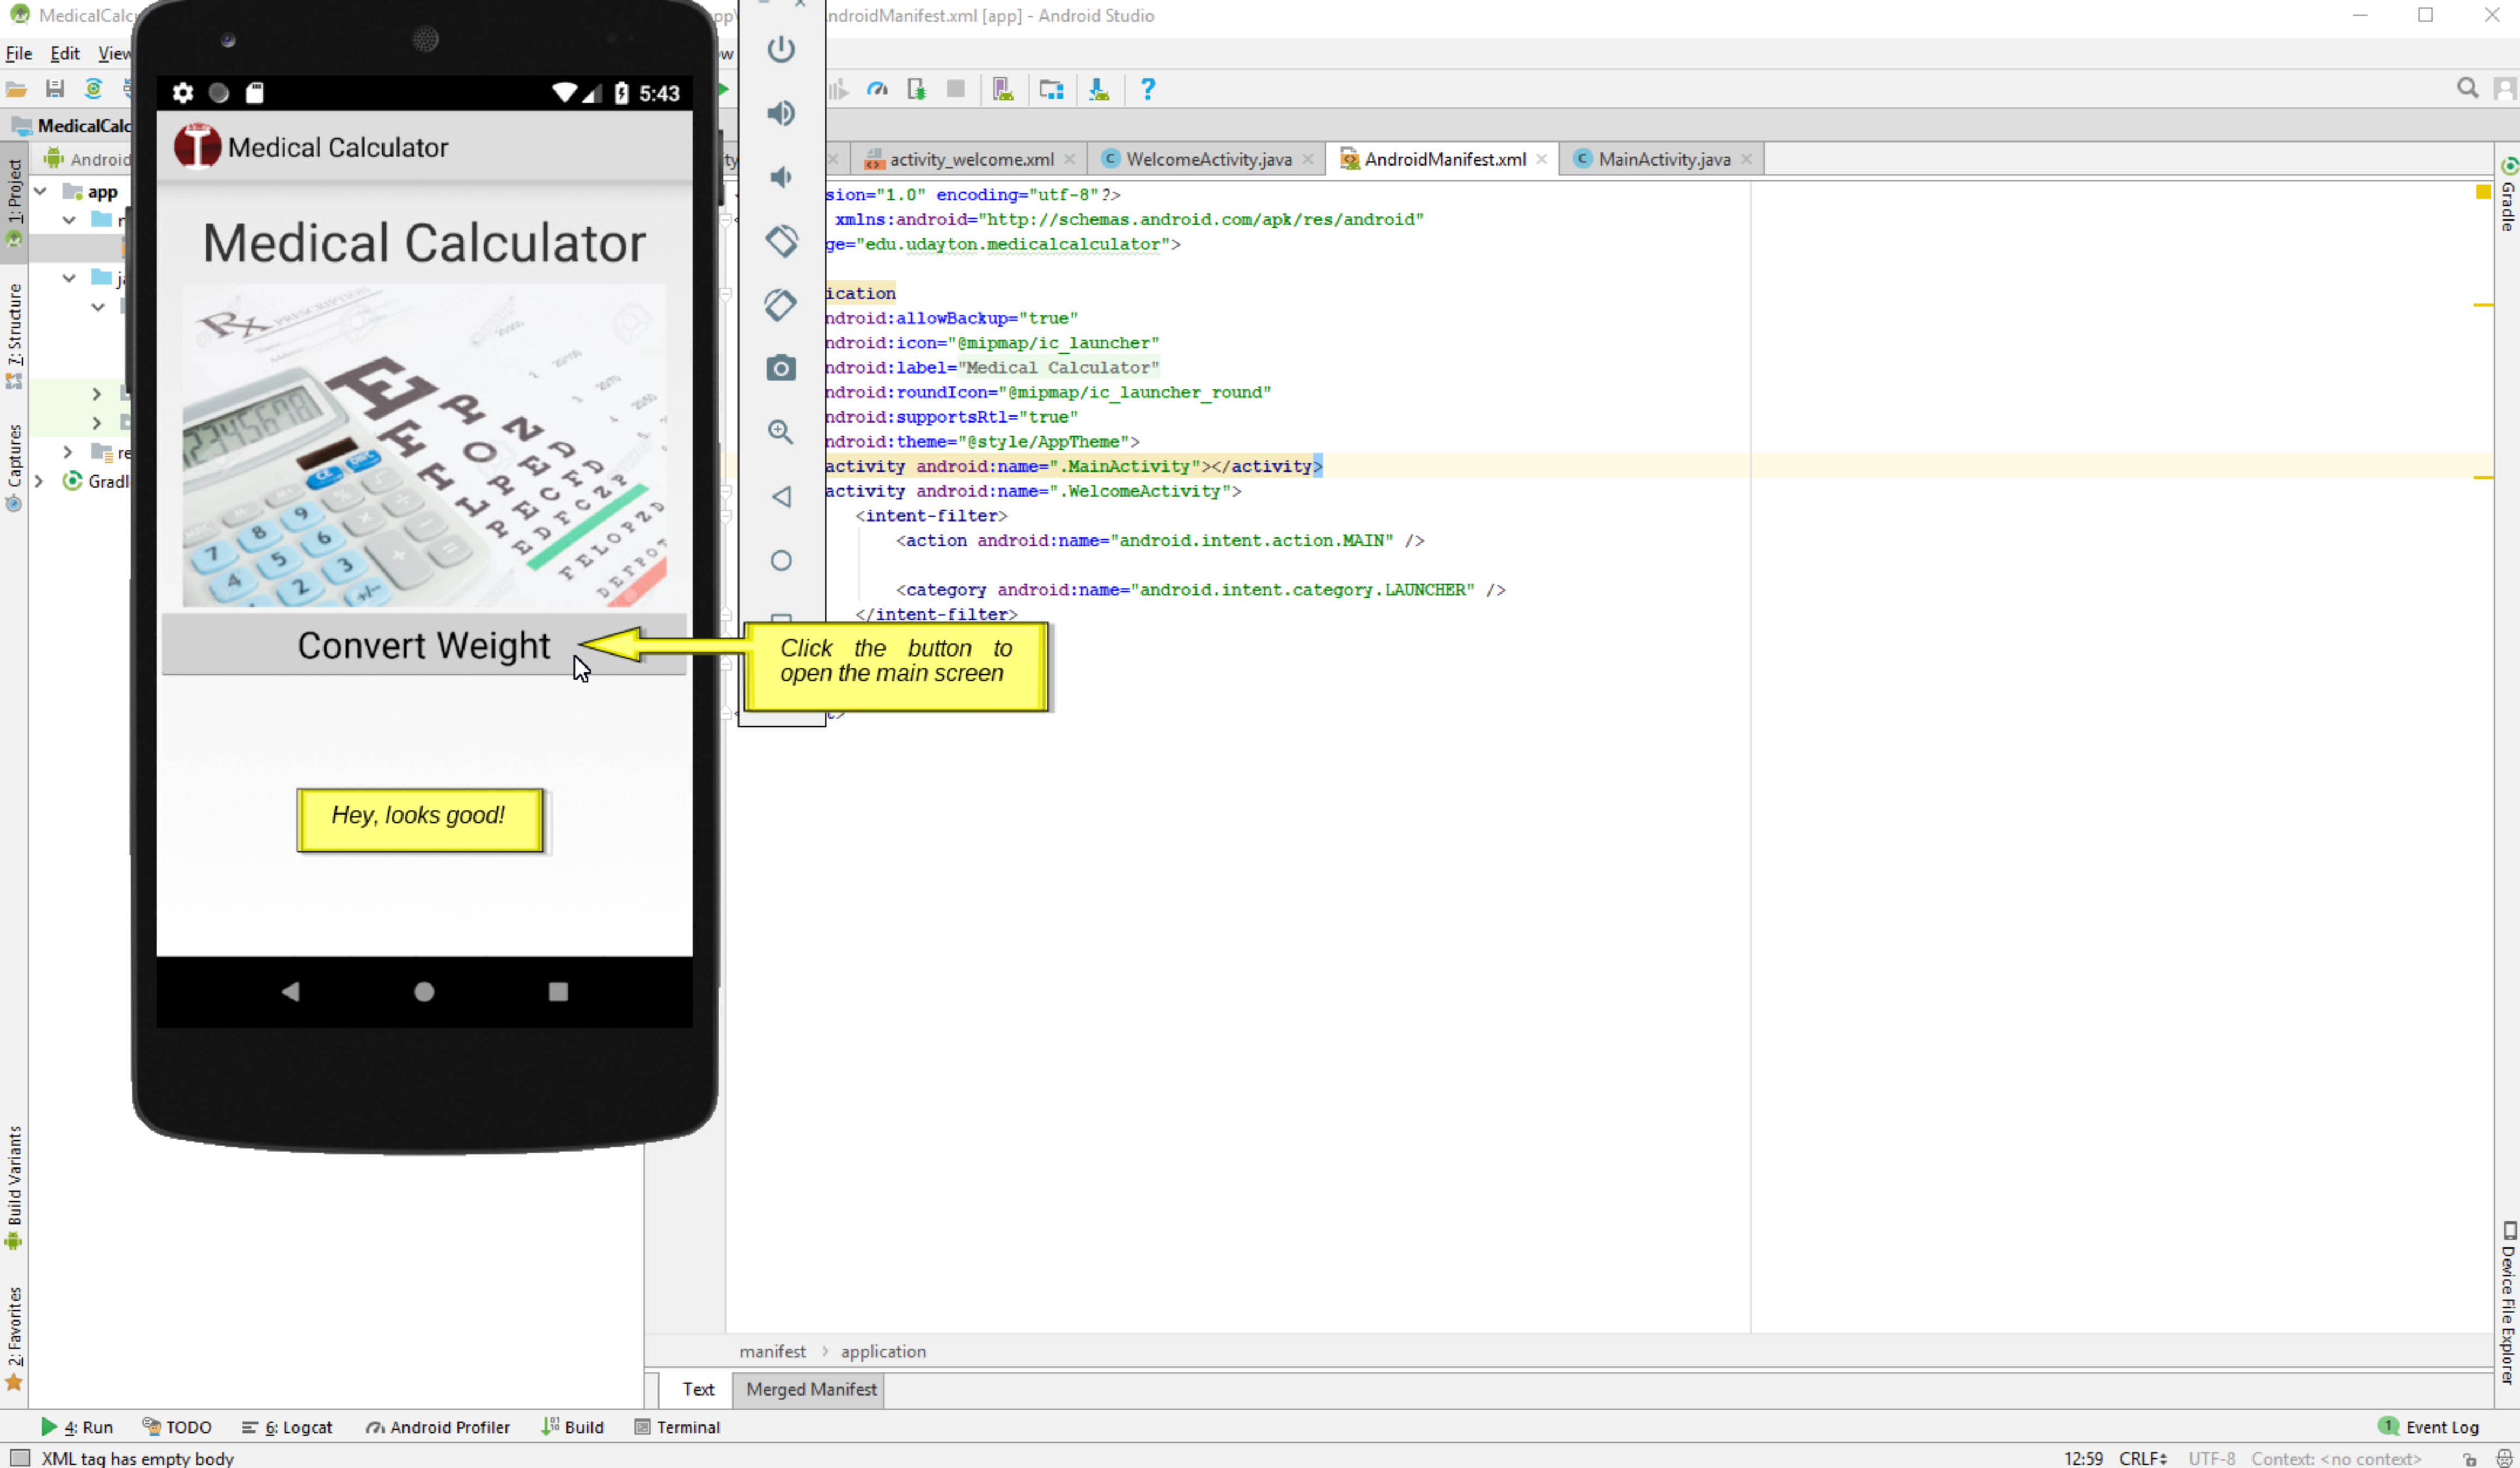 MedicalCalc
ndroidManifest.xml [app] - Android Studio
File Edit View
MedicalCalc
activity_welcome.xml
WelcomeActivity.java
AndroidManifest.xml
MainActivity.java
Android
app
Gradl
1: Project
7: Structure
Captures
Build Variants
2: Favorites
5:43
Medical Calculator
Medical Calculator
Rx PRESCRIPTION
Convert Weight
Hey, looks good!
Click the button to
open the main screen
sion="1.0" encoding="utf-8"?>
xmlns:android="http://schemas.android.com/apk/res/android"
ge="edu.udayton.medicalcalculator">
ication
ndroid:allowBackup="true"
ndroid:icon="@mipmap/ic_launcher"
ndroid:label="Medical Calculator"
ndroid:roundIcon="@mipmap/ic_launcher_round"
ndroid:supportsRtl="true"
ndroid:theme="@style/AppTheme">
activity android:name=".MainActivity"></activity>
activity android:name=".WelcomeActivity">
<intent-filter>
<action android:name="android.intent.action.MAIN" />
<category android:name="android.intent.category.LAUNCHER" />
</intent-filter>
Gradle
Device File Explorer
manifest › application
Text Merged Manifest
4: Run TODO 6: Logcat Android Profiler Build Terminal
1 Event Log
XML tag has empty body
12:59 CRLF UTF-8 Context: <no context>